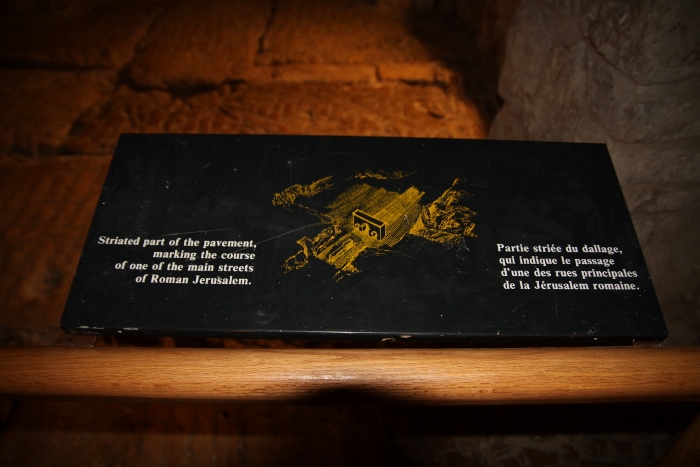 Striated part of the pavement,
marking the course
of one of the main streets
of Roman Jerusalem.
Partie striée du dallage,
qui indique le passage
d'une des rues principales
de la Jérusalem romaine.